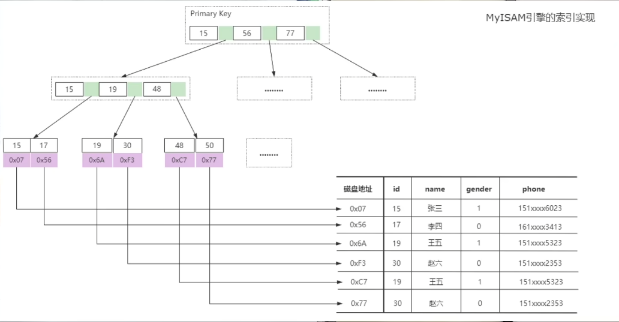 MyISAM引擎的索引实现
Primary Key
15 56 77
15 19 48
........ ........
15 17 19 30 48 50
0x07 0x56 0x6A 0xF3 0xC7 0x77
........
磁盘地址 id name gender phone
0x07 15 张三 1 151xxxx6023
0x56 17 李四 0 161xxxx3413
0x6A 19 王五 1 151xxxx5323
0xF3 30 赵六 0 151xxxx2353
0xC7 19 王五 1 151xxxx5323
0x77 30 赵六 0 151xxxx2353